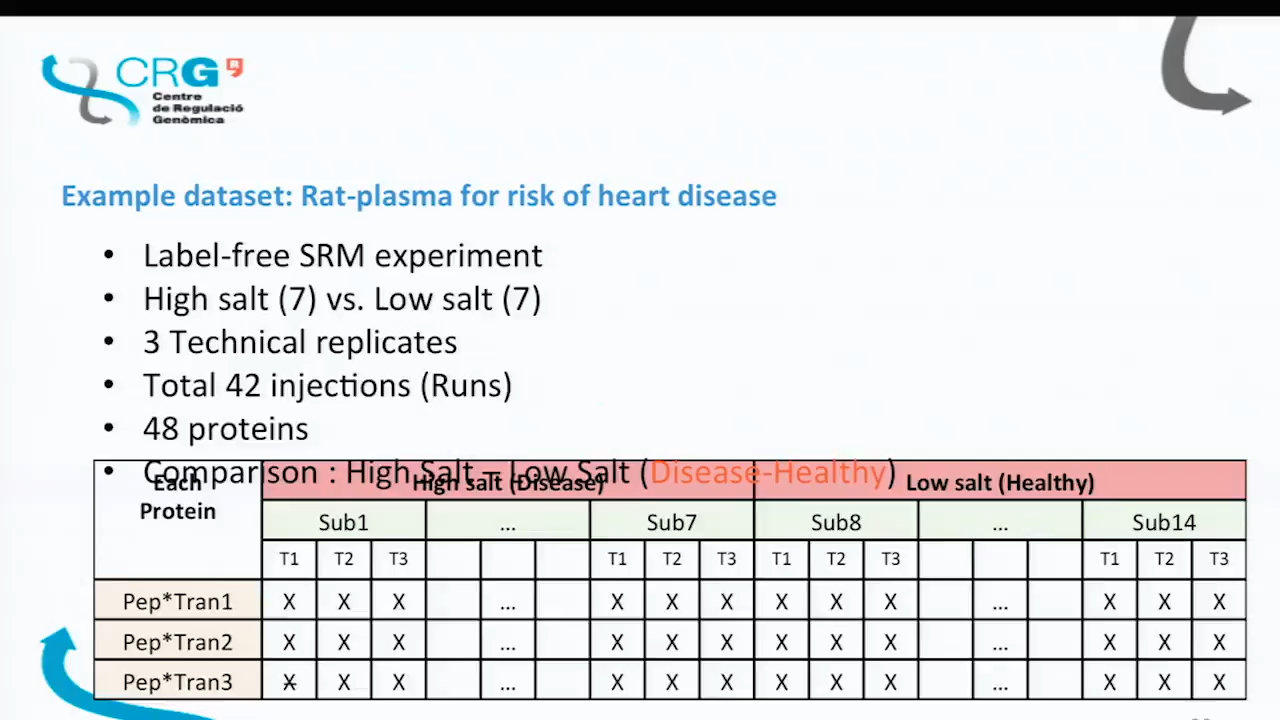 CRG
Centre
de Regulació
Genòmica
Example dataset: Rat-plasma for risk of heart disease
• Label-free SRM experiment
• High salt (7) vs. Low salt (7)
• 3 Technical replicates
• Total 42 injections (Runs)
• 48 proteins
• Comparison : High Salt – Low Salt (Disease-Healthy)
Each Protein High salt (Disease) Low salt (Healthy)
Sub1 ... Sub7 Sub8 ... Sub14
T1 T2 T3 T1 T2 T3 T1 T2 T3 T1 T2 T3
Pep*Tran1 X X X ... X X X X X X ... X X X
Pep*Tran2 X X X ... X X X X X X ... X X X
Pep*Tran3 X X X ... X X X X X X ... X X X